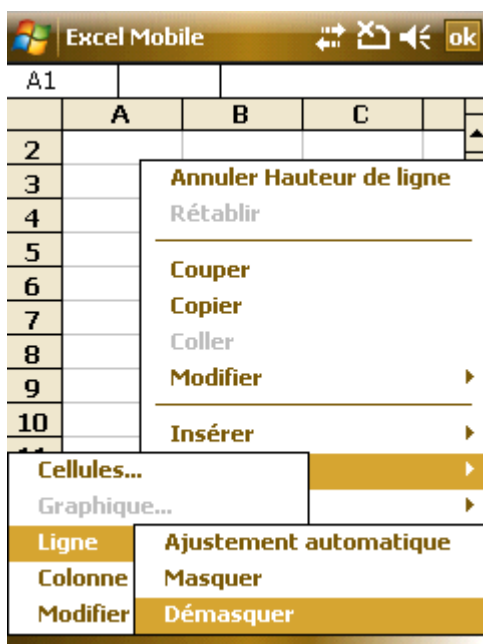 Excel Mobile ok
A1
A B C
2
3
4
5
6
7
8
9
10
Annuler Hauteur de ligne
Rétablir
Couper
Copier
Coller
Modifier
Insérer
Cellules...
Graphique...
Ligne
Colonne
Modifier
Ajustement automatique
Masquer
Démasquer